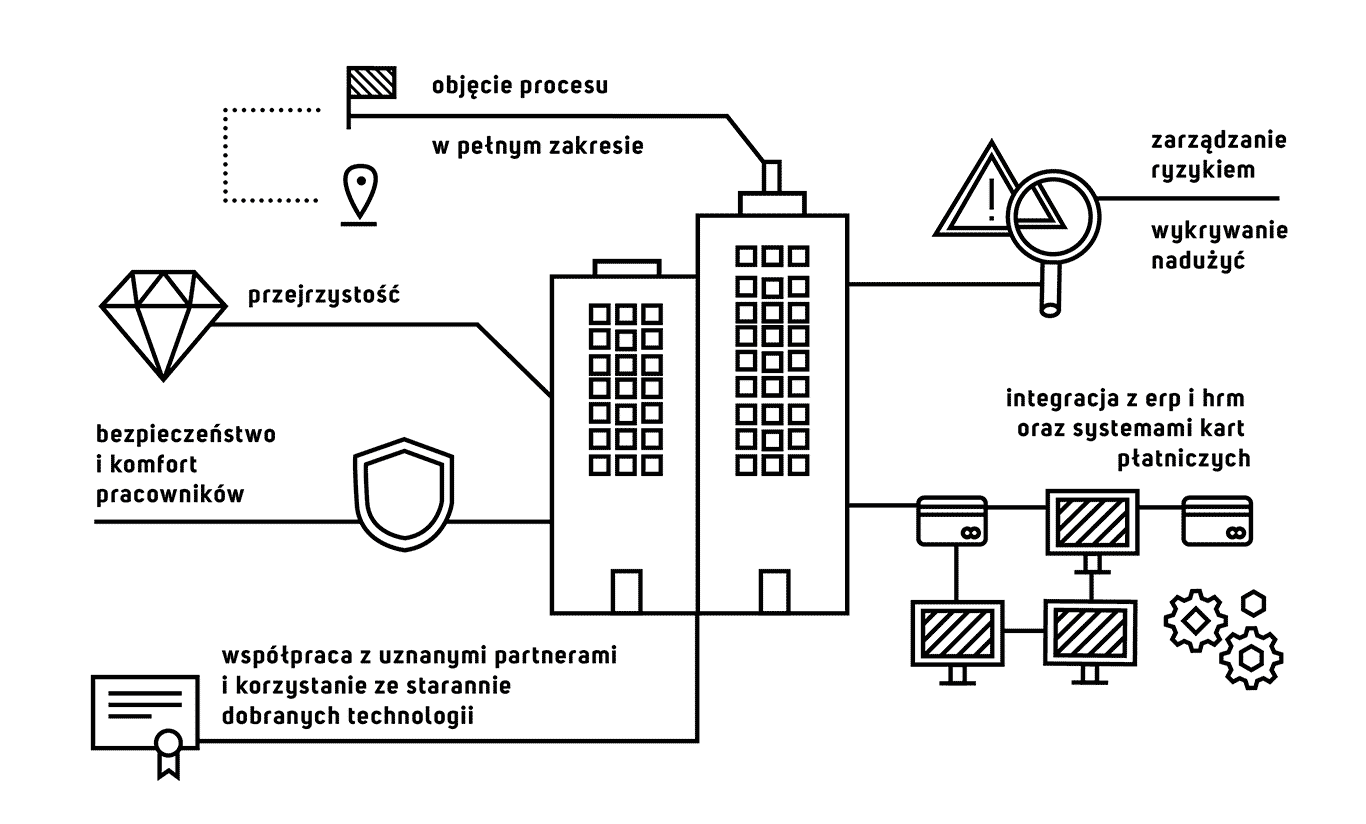 objęcie procesu
w pełnym zakresie
zarządzanie
ryzykiem
wykrywanie
nadużyć
przejrzystość
bezpieczeństwo
i komfort
pracowników
integracja z erp i hrm
oraz systemami kart
płatniczych
współpraca z uznanymi partnerami
i korzystanie ze starannie
dobranych technologii